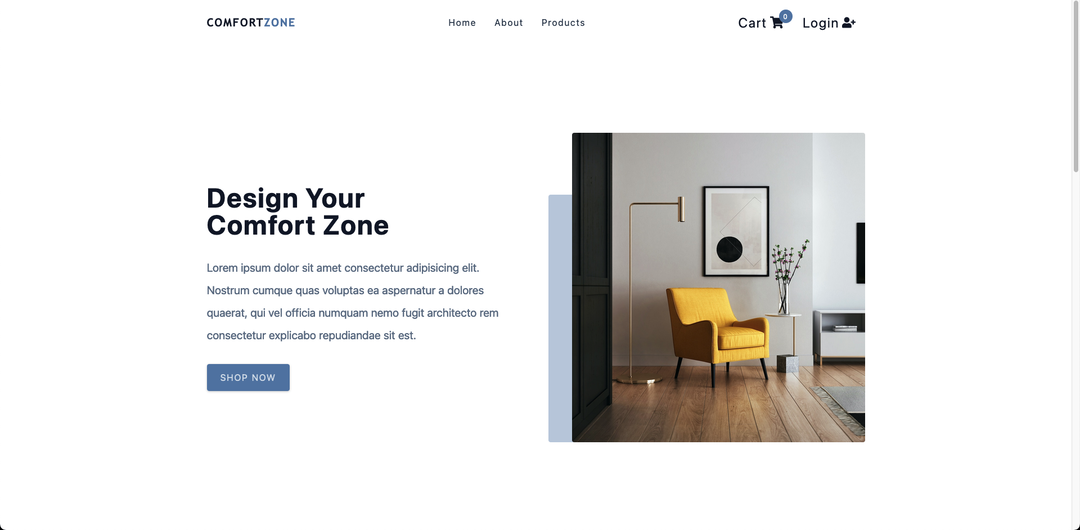 COMFORTZONE
Home About Products
Cart 0 Login
Design Your
Comfort Zone
Lorem ipsum dolor sit amet consectetur adipisicing elit.
Nostrum cumque quas voluptas ea aspernatur a dolores
quaerat, qui vel officia numquam nemo fugit architecto rem
consectetur explicabo repudiandae sit est.
SHOP NOW